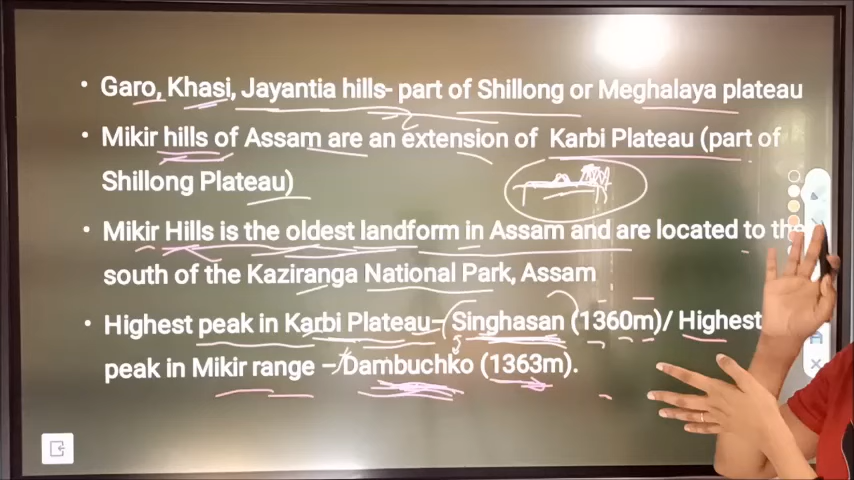 • Garo, Khasi, Jayantia hills- part of Shillong or Meghalaya plateau
• Mikir hills of Assam are an extension of Karbi Plateau (part of
Shillong Plateau)
• Mikir Hills is the oldest landform in Assam and are located to the
south of the Kaziranga National Park, Assam
• Highest peak in Karbi Plateau- Singhasan (1360m)/ Highest
peak in Mikir range – Dambuchko (1363m).